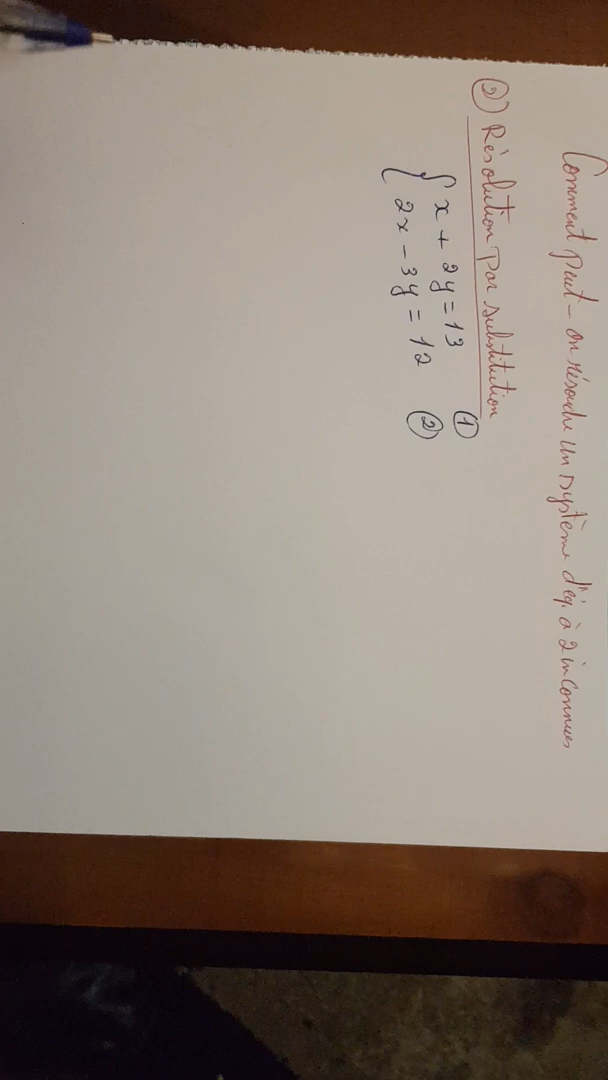 Comment peut-on résoudre un système d'éq. à 2 inconnues
② Résolution par substitution
x + 2y = 13 ①
2x - 3y = 12 ②